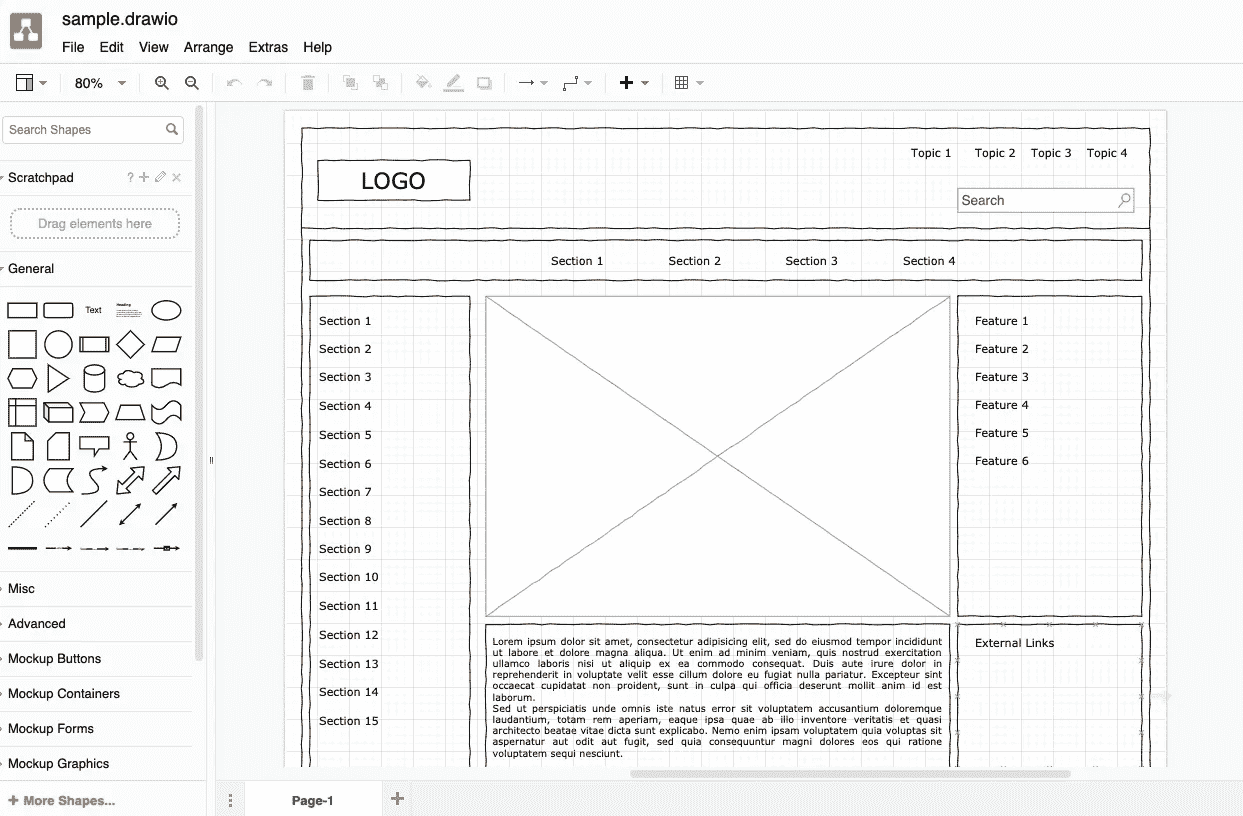 sample.drawio
File Edit View Arrange Extras Help
80%
Search Shapes
Scratchpad ?
Drag elements here
General
Text
Heading
Misc
Advanced
Mockup Buttons
Mockup Containers
Mockup Forms
Mockup Graphics
+ More Shapes...
LOGO
Topic 1 Topic 2 Topic 3 Topic 4
Search
Section 1 Section 2 Section 3 Section 4
Section 1
Section 2
Section 3
Section 4
Section 5
Section 6
Section 7
Section 8
Section 9
Section 10
Section 11
Section 12
Section 13
Section 14
Section 15
Feature 1
Feature 2
Feature 3
Feature 4
Feature 5
Feature 6
Lorem ipsum dolor sit amet, consectetur adipisicing elit, sed do eiusmod tempor incididunt
ut labore et dolore magna aliqua. Ut enim ad minim veniam, quis nostrud exercitation
ullamco laboris nisi ut aliquip ex ea commodo consequat. Duis aute irure dolor in
reprehenderit in voluptate velit esse cillum dolore eu fugiat nulla pariatur. Excepteur sint
occaecat cupidatat non proident, sunt in culpa qui officia deserunt mollit anim id est
laborum.
Sed ut perspiciatis unde omnis iste natus error sit voluptatem accusantium doloremque
laudantium, totam rem aperiam, eaque ipsa quae ab illo inventore veritatis et quasi
architecto beatae vitae dicta sunt explicabo. Nemo enim ipsam voluptatem quia voluptas sit
aspernatur aut odit aut fugit, sed quia consequuntur magni dolores eos qui ratione
voluptatem sequi nesciunt.
External Links
Page-1